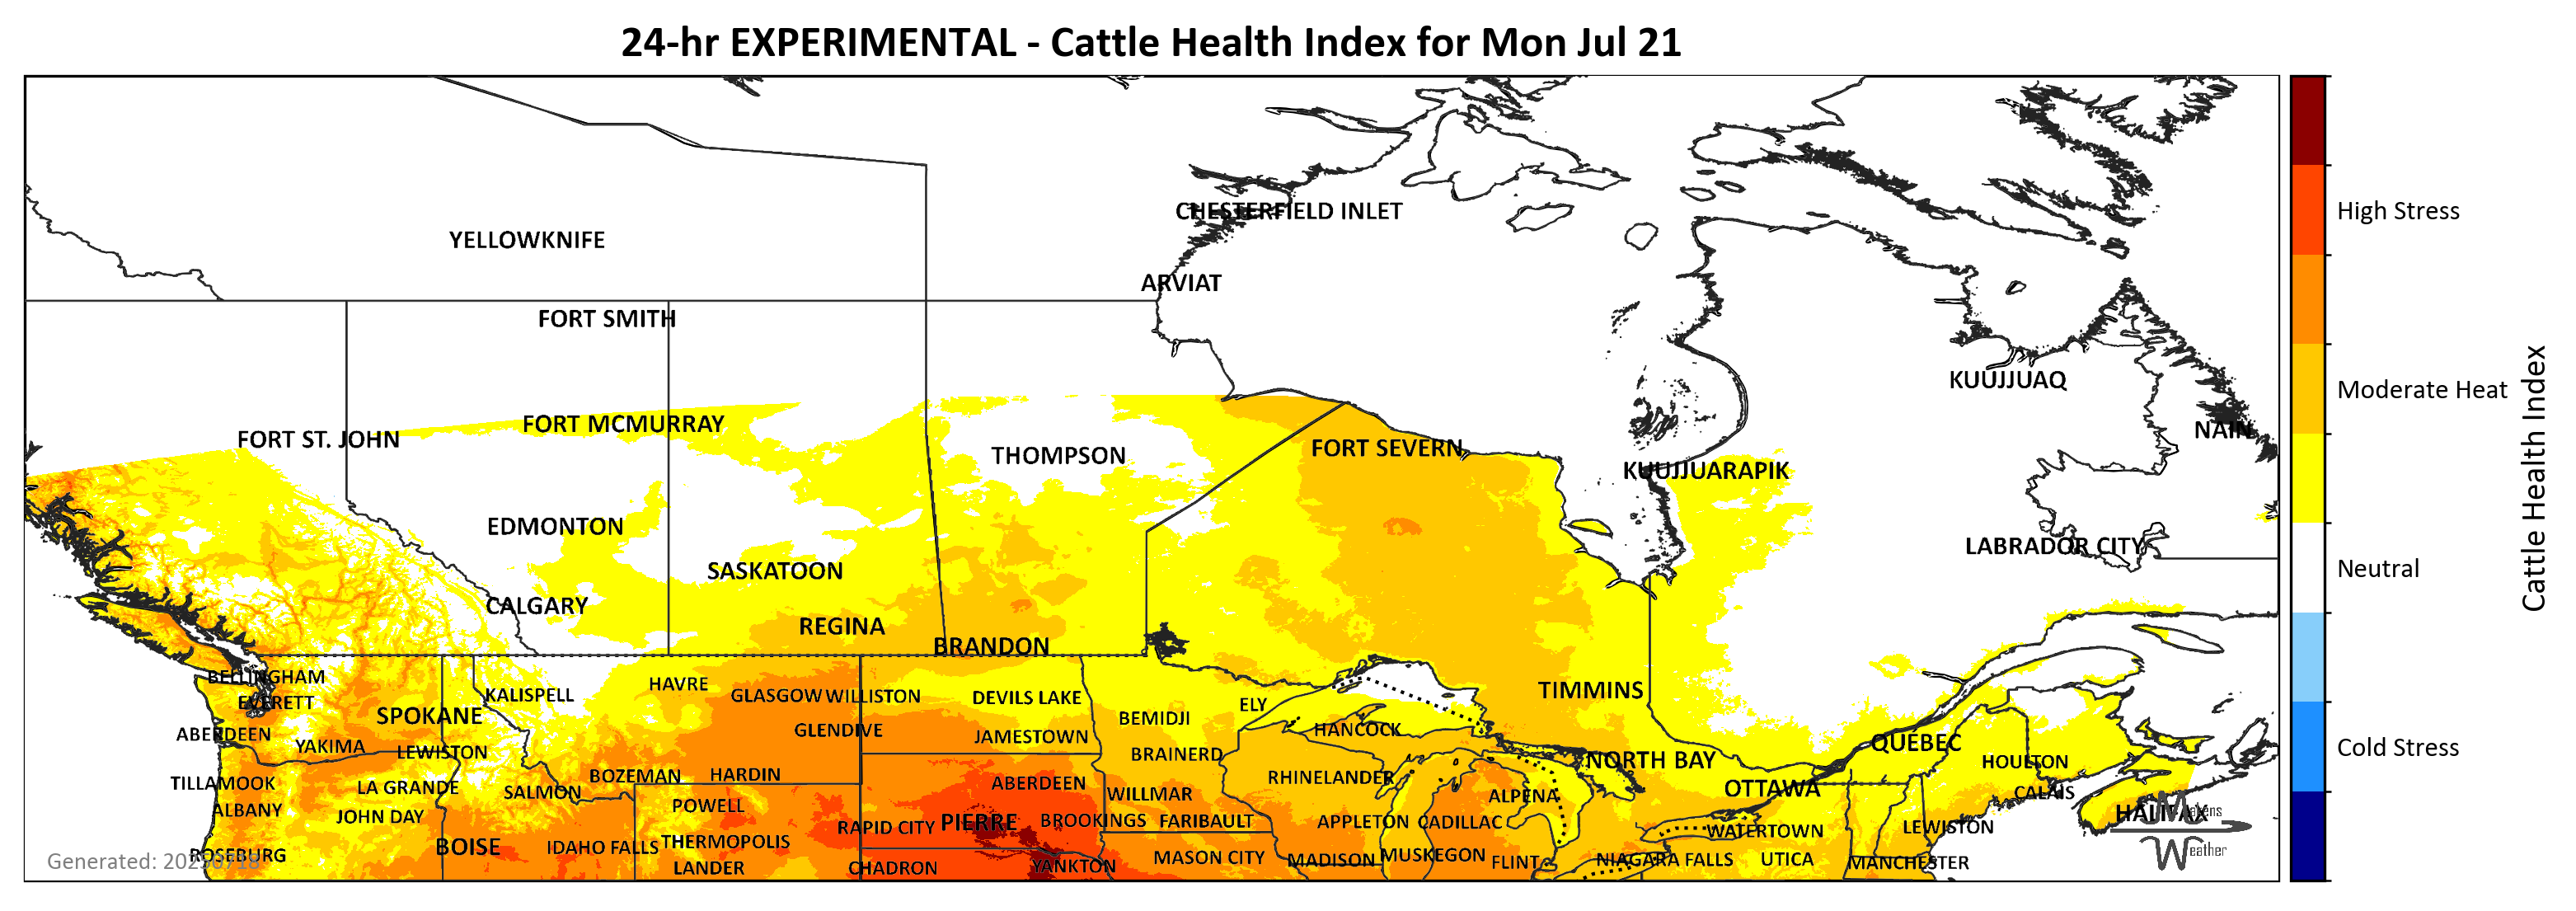 24-hr EXPERIMENTAL - Cattle Health Index for Mon Jul 21
High Stress
Moderate Heat
Neutral
Cold Stress
Cattle Health Index
CHESTERFIELD INLET
YELLOWKNIFE
ARVIAT
FORT SMITH
KUUJJUAQ
FORT MCMURRAY
NAIN
FORT ST. JOHN
FORT SEVERN
THOMPSON
KUUJJUARAPIK
EDMONTON
LABRADOR CITY
SASKATOON
CALGARY
REGINA
BRANDON
BELLINGHAM
HAVRE
KALISPELL
GLASGOW
WILLISTON
DEVILS LAKE
TIMMINS
EVERETT
ELY
SPOKANE
BEMIDJI
GLENDIVE
HANCOCK
ABERDEEN
JAMESTOWN
QUEBEC
YAKIMA
LEWISTON
BRAINERD
NORTH BAY
HOULTON
BOZEMAN
HARDIN
RHINELANDER
TILLAMOOK
LA GRANDE
SALMON
ABERDEEN
WILLMAR
ALPENA
OTTAWA
CALAIS
ALBANY
JOHN DAY
POWELL
HALIFAX
RAPID CITY
PIERRE
BROOKINGS
FARIBAULT
APPLETON
CADILLAC
WATERTOWN
LEWISTON
BOISE
IDAHO FALLS
THERMOPOLIS
ROSEBURG
MASON CITY
MADISON
MUSKEGON
FLINT
NIAGARA FALLS
UTICA
MANCHESTER
LANDER
CHADRON
YANKTON
Generated: 20250718
Makens
Weather